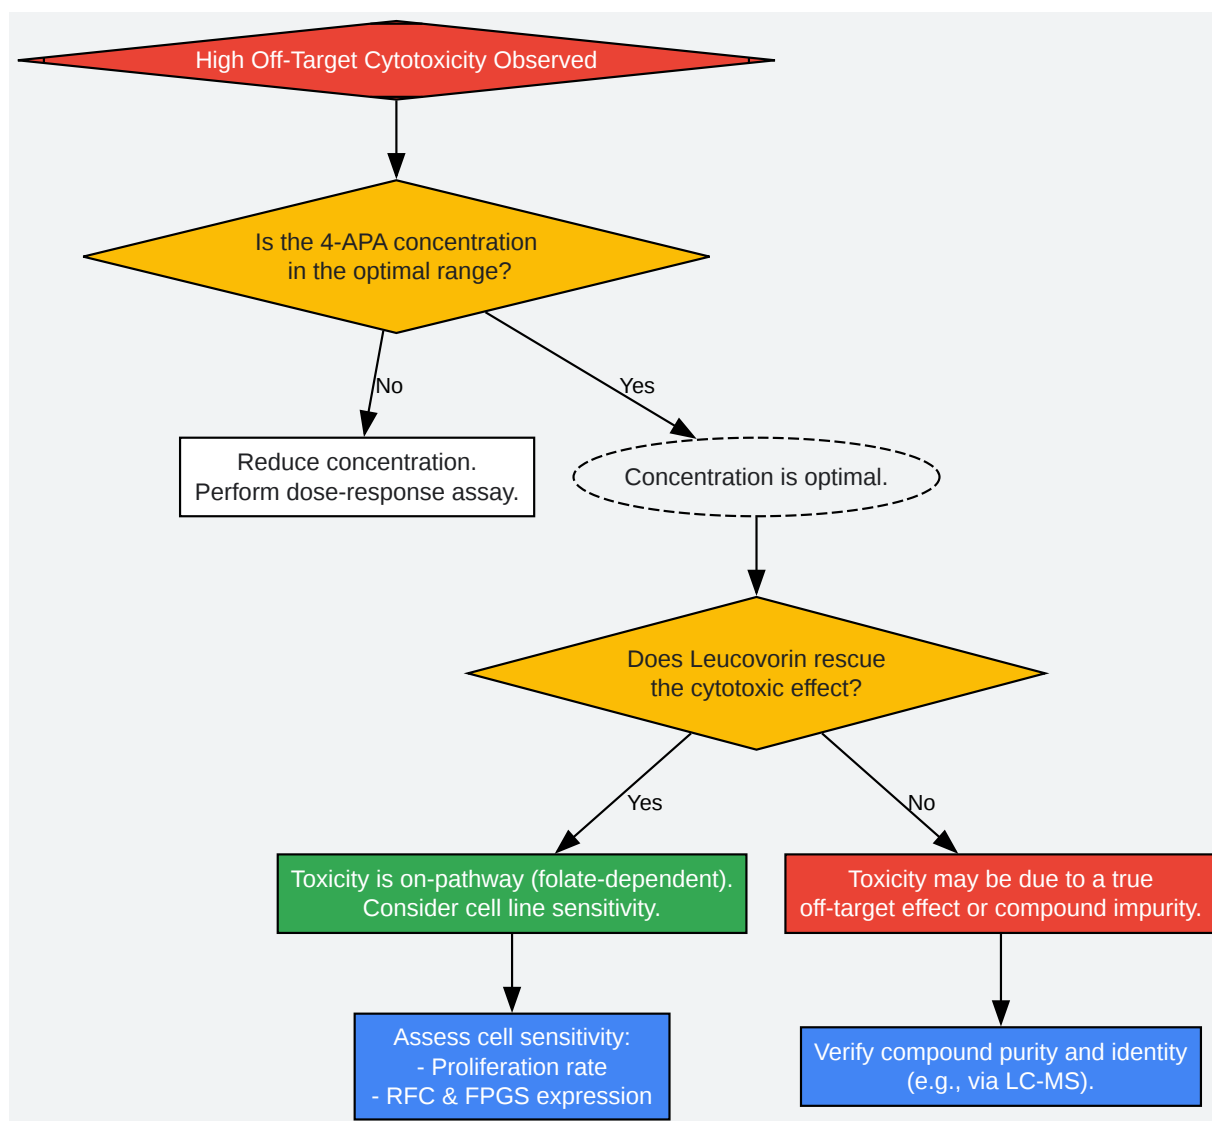 High Off-Target Cytotoxicity Observed
Is the 4-APA concentration
in the optimal range?
No
Yes
Reduce concentration.
Perform dose-response assay.
Concentration is optimal.
Does Leucovorin rescue
the cytotoxic effect?
Yes
No
Toxicity is on-pathway (folate-dependent).
Consider cell line sensitivity.
Toxicity may be due to a true
off-target effect or compound impurity.
Assess cell sensitivity:
- Proliferation rate
- RFC & FPGS expression
Verify compound purity and identity
(e.g., via LC-MS).